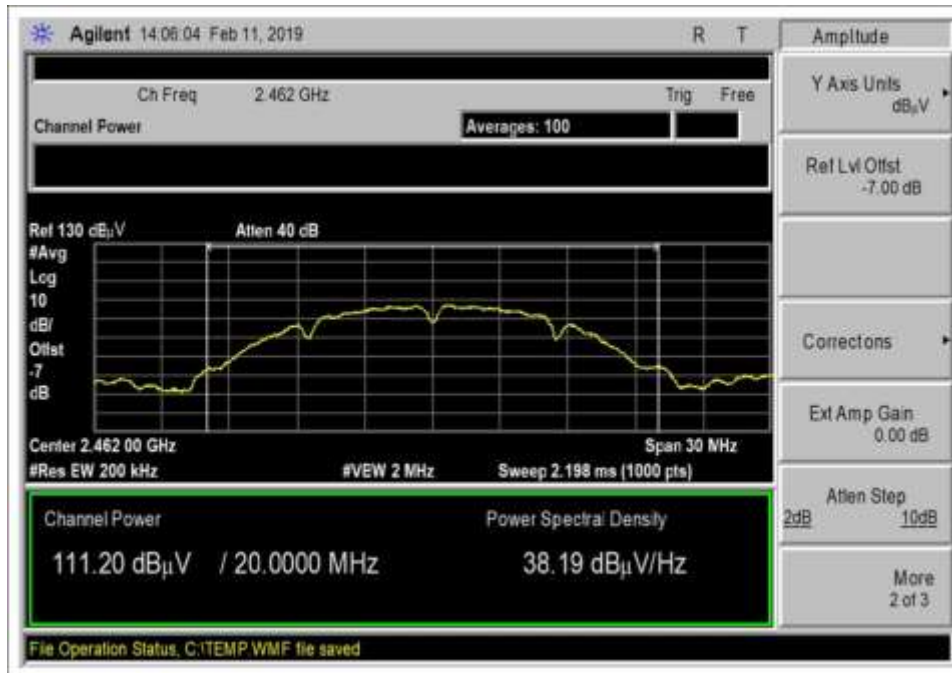 Agilent 14:06:04 Feb 11, 2019 R T
Ch Freq 2.462 GHz Trig Free
Channel Power Averages: 100
Ref 130 dBµV Atten 40 dB
#Avg
Log
10
dB/
Offst
-7
dB
Center 2.462 00 GHz Span 30 MHz
#Res BW 200 kHz #VBW 2 MHz Sweep 2.198 ms (1000 pts)
Channel Power Power Spectral Density
111.20 dBµV / 20.0000 MHz 38.19 dBµV/Hz
File Operation Status, C:\TEMP.WMF file saved
Ampltude
Y Axis Units
dBµV
Ref Lvl Offst
-7.00 dB
Correctons
Ext Amp Gain
0.00 dB
Atten Step
2dB 10dB
More
2 of 3